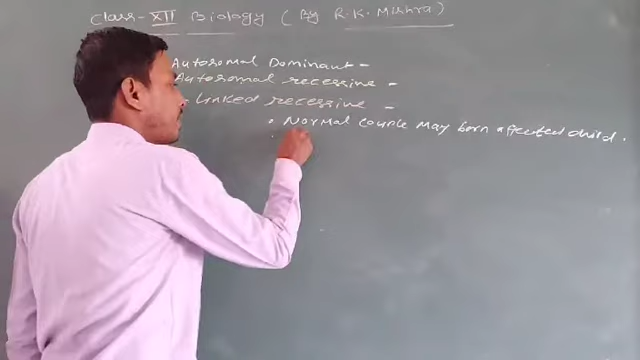 Class-XII Biology (By R.K. Mishra)
Autosomal Dominant -
Autosomal recessive -
- Linked recessive -
• Normal couple May born affected child.